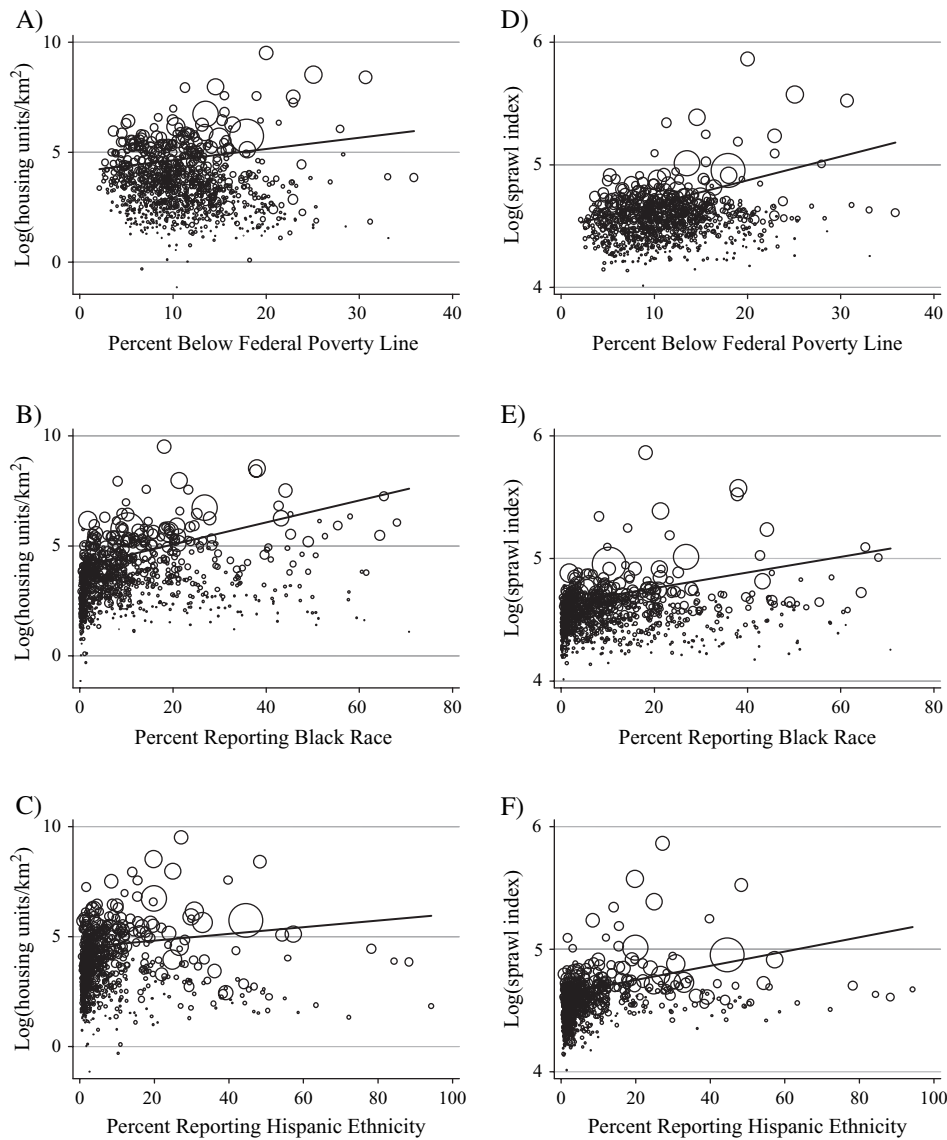 A)
Log(housing units/km²)
10
5
0
0 10 20 30 40
Percent Below Federal Poverty Line
D)
Log(sprawl index)
6
5
4
0 10 20 30 40
Percent Below Federal Poverty Line
B)
Log(housing units/km²)
10
5
0
0 20 40 60 80
Percent Reporting Black Race
E)
Log(sprawl index)
6
5
4
0 20 40 60 80
Percent Reporting Black Race
C)
Log(housing units/km²)
10
5
0
0 20 40 60 80 100
Percent Reporting Hispanic Ethnicity
F)
Log(sprawl index)
6
5
4
0 20 40 60 80 100
Percent Reporting Hispanic Ethnicity